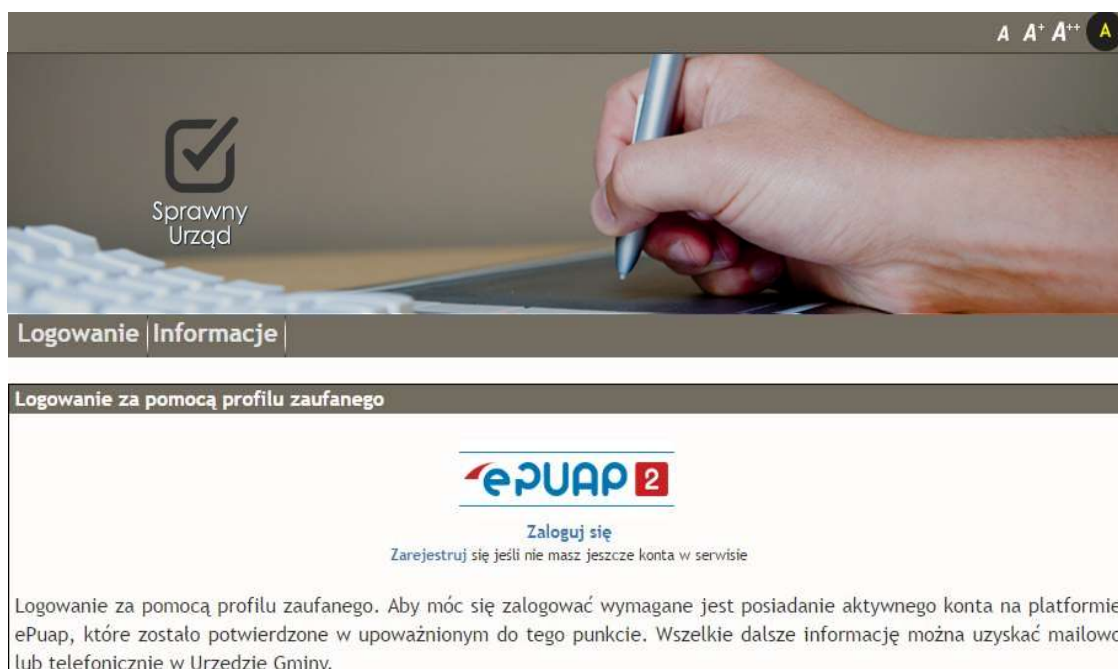 A A+ A++ A
Sprawny
Urząd
Logowanie Informacje
Logowanie za pomocą profilu zaufanego
ePUAP 2
Zaloguj się
Zarejestruj się jeśli nie masz jeszcze konta w serwisie
Logowanie za pomocą profilu zaufanego. Aby móc się zalogować wymagane jest posiadanie aktywnego konta na platformie
ePuap, które zostało potwierdzone w upoważnionym do tego punkcie. Wszelkie dalsze informację można uzyskać mailowo
lub telefonicznie w Urzędzie Gminy.